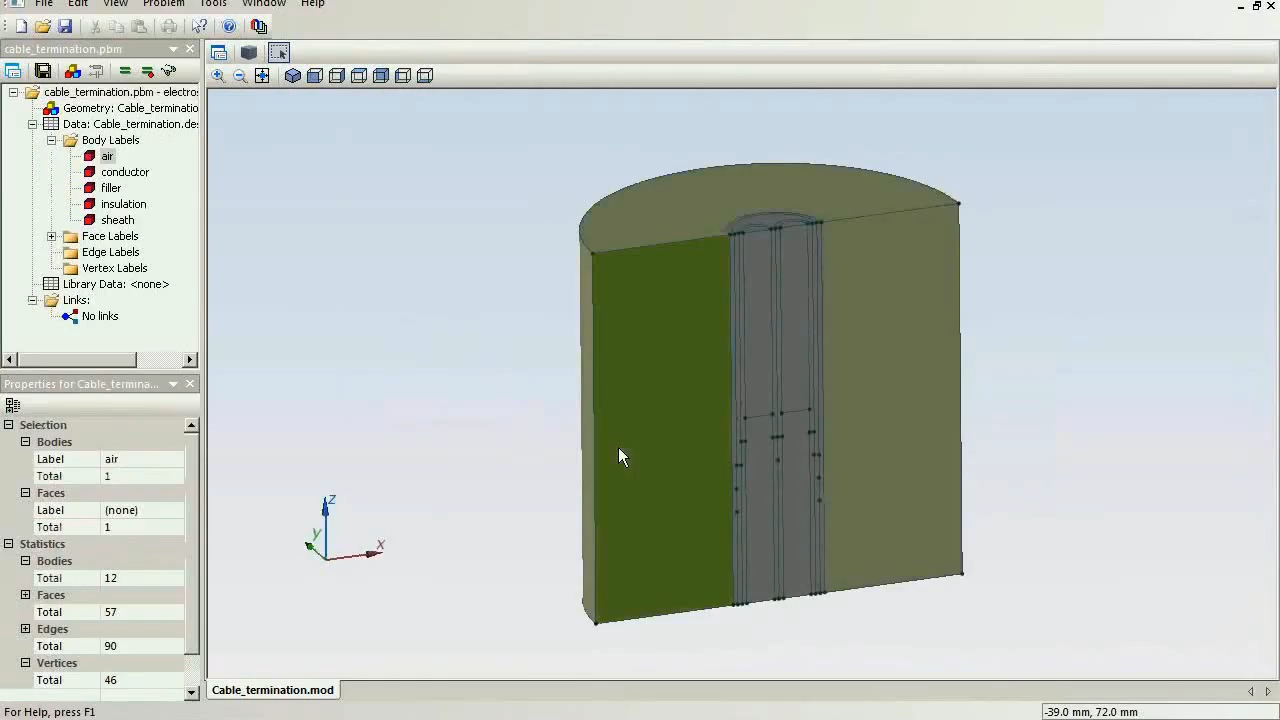 File Edit View Problem Tools Window Help
cable_termination.pbm
cable_termination.pbm - electros
Geometry: Cable_terminatio
Data: Cable_termination.des
Body Labels
air
conductor
filler
insulation
sheath
Face Labels
Edge Labels
Vertex Labels
Library Data: <none>
Links:
No links
Properties for Cable_termina...
Selection
Bodies
Label air
Total 1
Faces
Label (none)
Total 1
Statistics
Bodies
Total 12
Faces
Total 57
Edges
Total 90
Vertices
Total 46
z
y
x
Cable_termination.mod
For Help, press F1
-39.0 mm, 72.0 mm